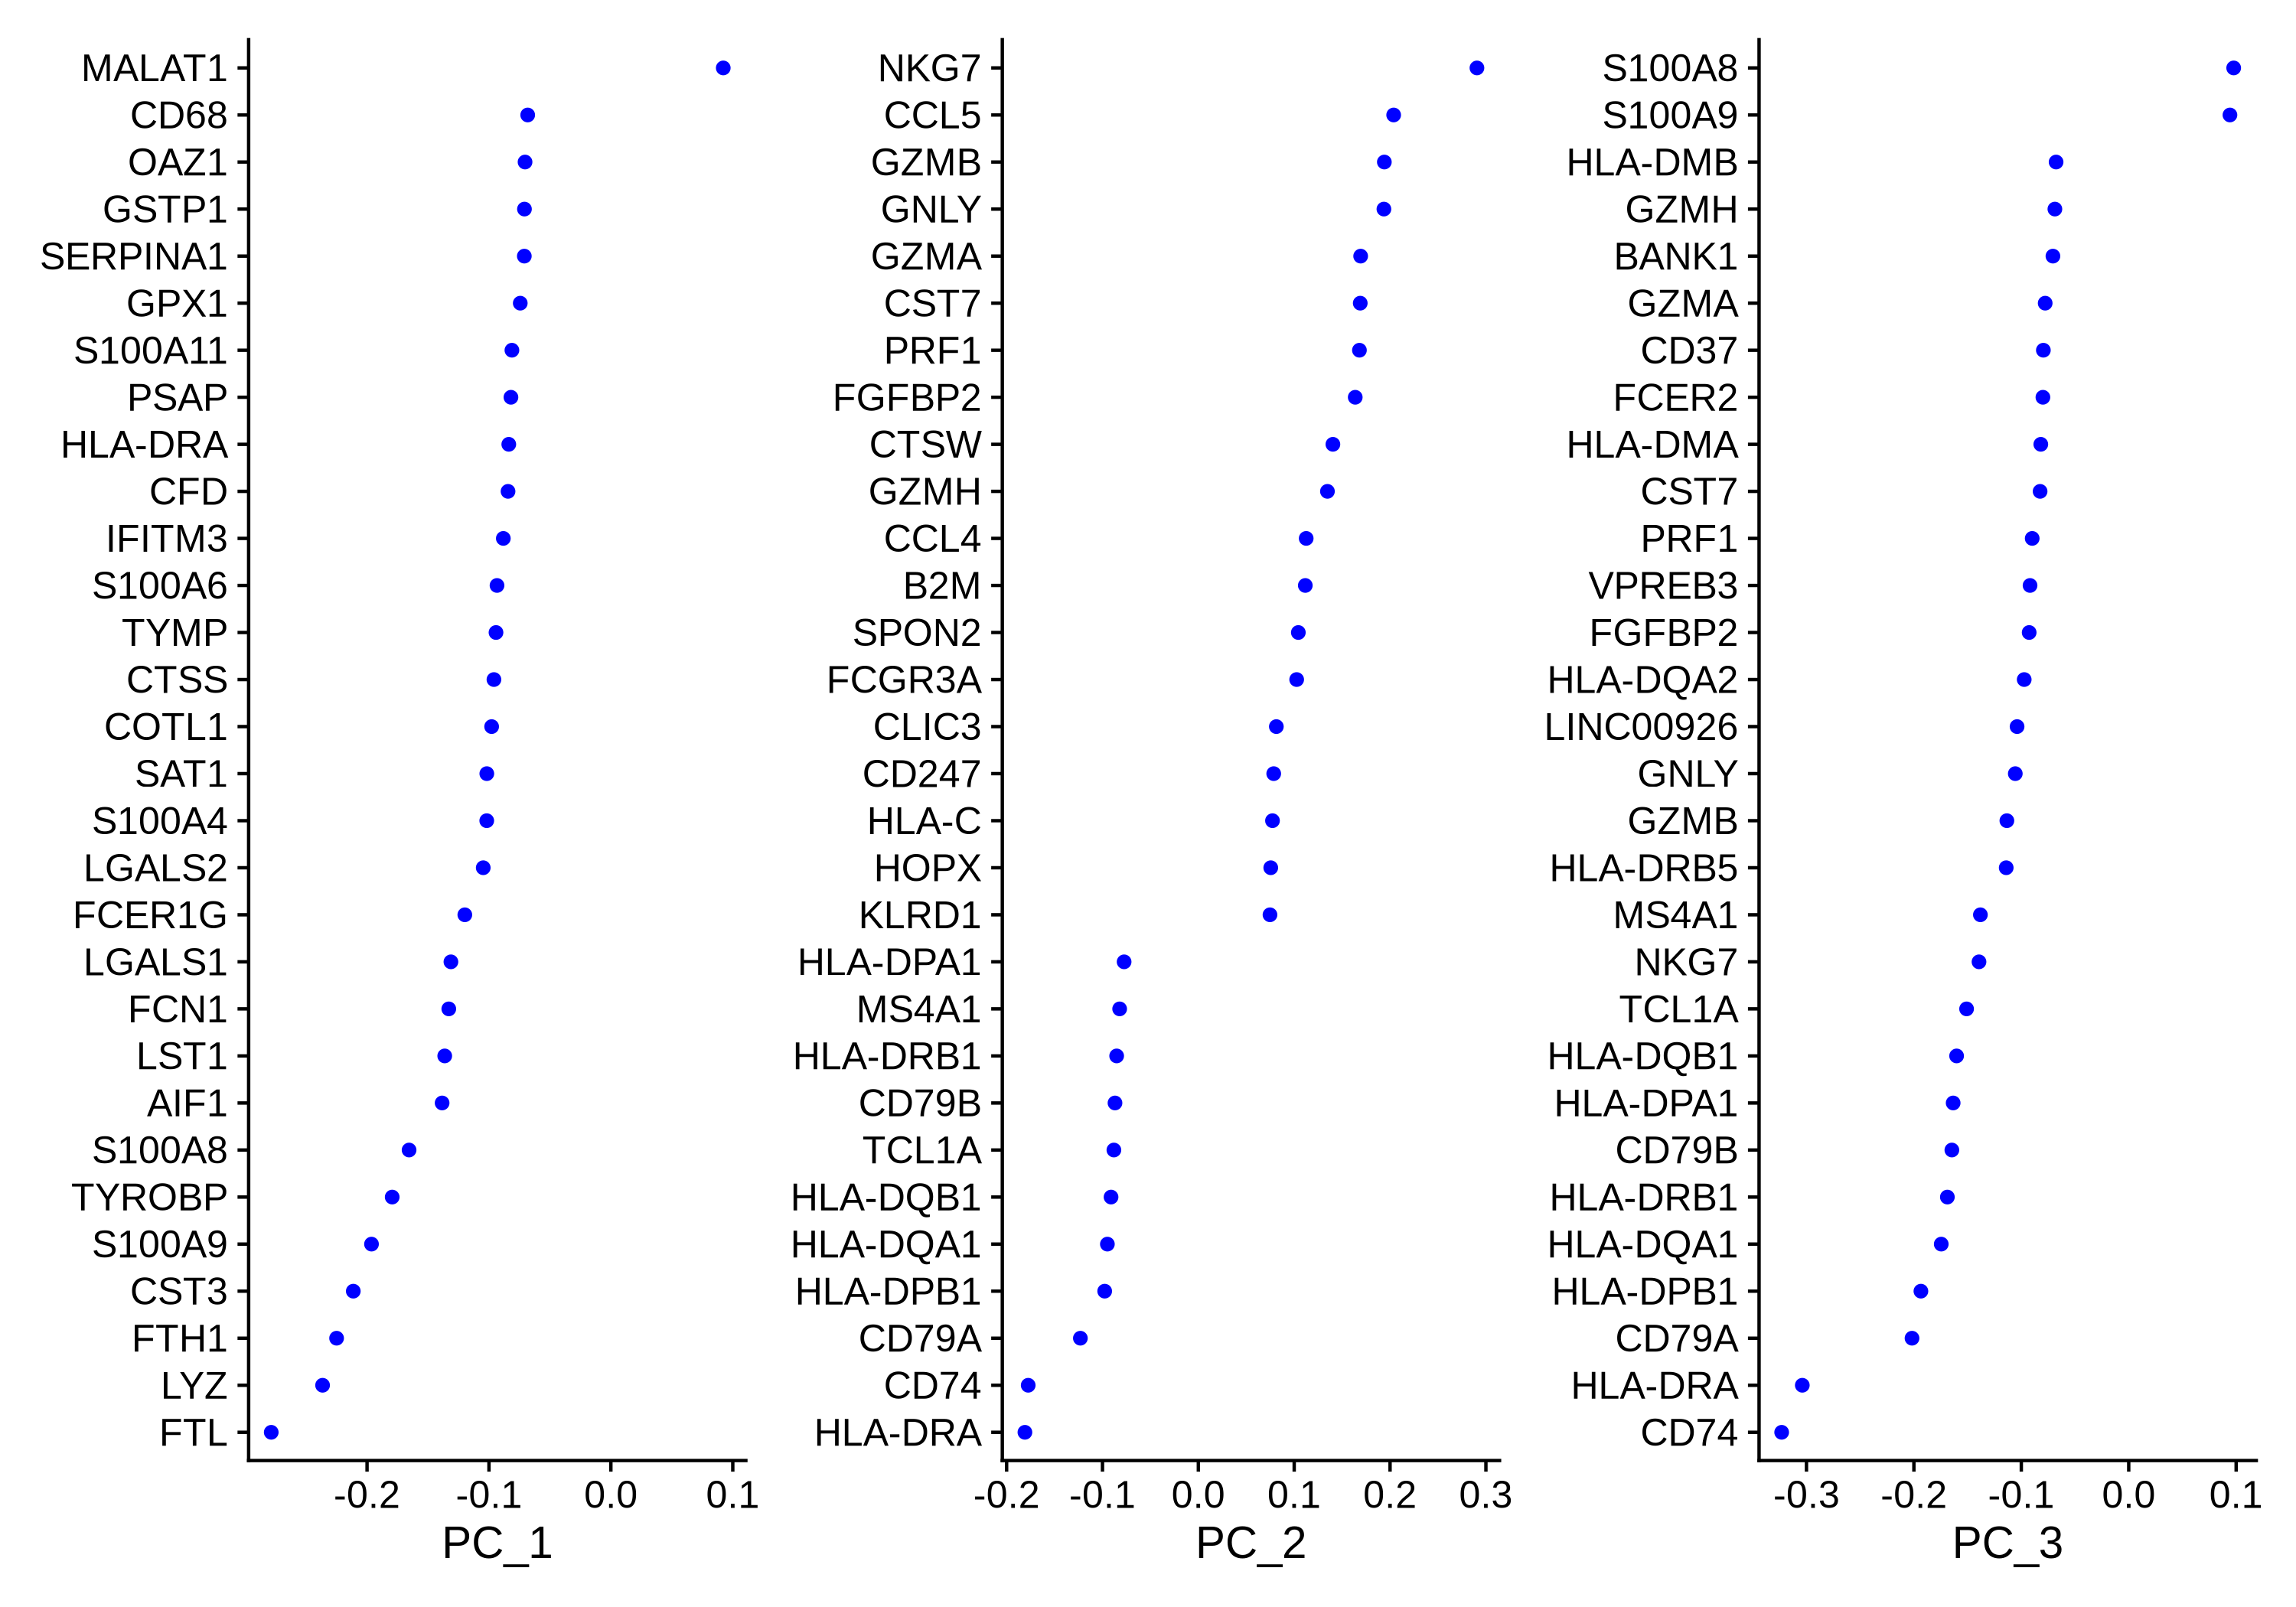 MALAT1
CD68
OAZ1
GSTP1
SERPINA1
GPX1
S100A11
PSAP
HLA-DRA
CFD
IFITM3
S100A6
TYMP
CTSS
COTL1
SAT1
S100A4
LGALS2
FCER1G
LGALS1
FCN1
LST1
AIF1
S100A8
TYROBP
S100A9
CST3
FTH1
LYZ
FTL
-0.2 -0.1 0.0 0.1
PC_1
NKG7
CCL5
GZMB
GNLY
GZMA
CST7
PRF1
FGFBP2
CTSW
GZMH
CCL4
B2M
SPON2
FCGR3A
CLIC3
CD247
HLA-C
HOPX
KLRD1
HLA-DPA1
MS4A1
HLA-DRB1
CD79B
TCL1A
HLA-DQB1
HLA-DQA1
HLA-DPB1
CD79A
CD74
HLA-DRA
-0.2 -0.1 0.0 0.1 0.2 0.3
PC_2
S100A8
S100A9
HLA-DMB
GZMH
BANK1
GZMA
CD37
FCER2
HLA-DMA
CST7
PRF1
VPREB3
FGFBP2
HLA-DQA2
LINC00926
GNLY
GZMB
HLA-DRB5
MS4A1
NKG7
TCL1A
HLA-DQB1
HLA-DPA1
CD79B
HLA-DRB1
HLA-DQA1
HLA-DPB1
CD79A
HLA-DRA
CD74
-0.3 -0.2 -0.1 0.0 0.1
PC_3